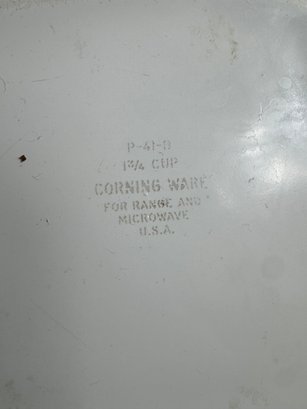 P-41-B
1¾ CUP
CORNING WARE
FOR RANGE AND
MICROWAVE
U.S.A.